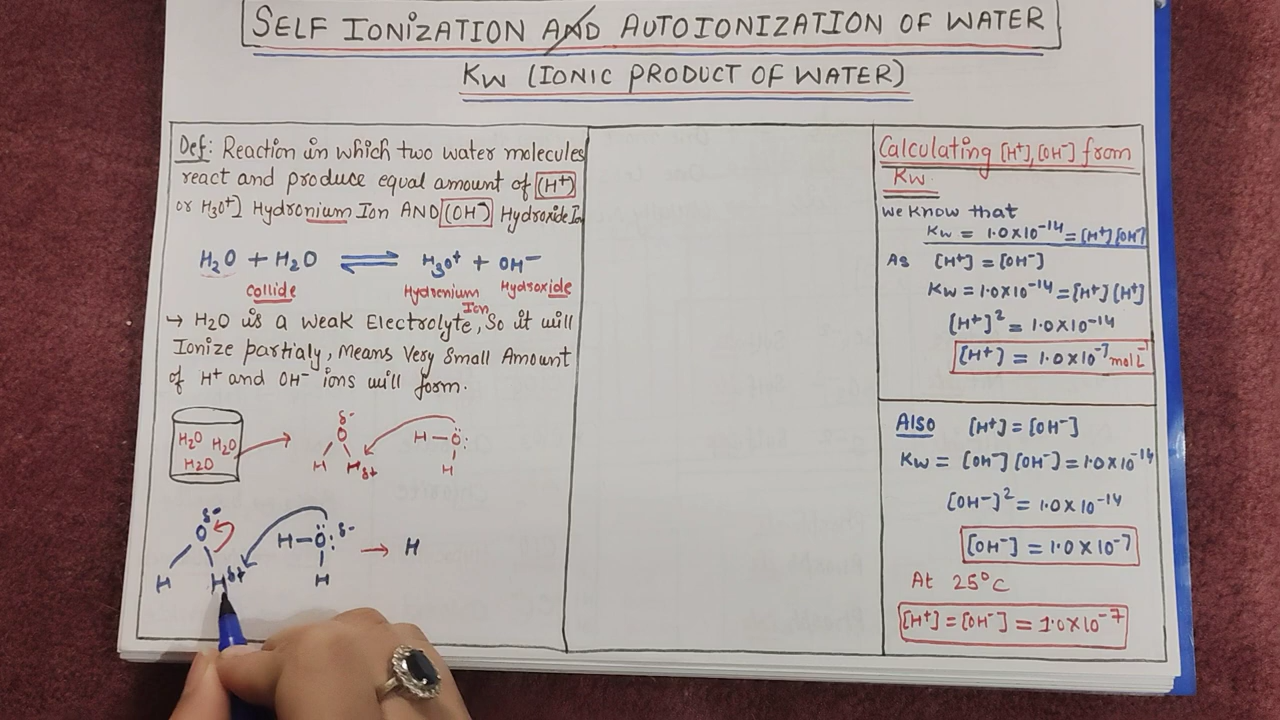 SELF IONIZATION AND AUTOIONIZATION OF WATER
KW (IONIC PRODUCT OF WATER)
Def: Reaction in which two water molecules
react and produce equal amount of (H⁺)
or H₃O⁺] Hydronium Ion AND (OH⁻) Hydroxide Ion
H₂O + H₂O ⇌ H₃O⁺ + OH⁻
collide Hydronium Ion Hydroxide
→ H₂O is a weak Electrolyte, So it will
Ionize partialy, Means Very Small Amount
of H⁺ and OH⁻ ions will form.
H₂O H₂O
H₂O
δ-
O H-O:
H H δ+ H
δ- δ-
O H-O: → H
H H δ+ H
Calculating [H⁺], [OH⁻] from
KW
we know that
KW = 1.0×10⁻¹⁴ = [H⁺][OH⁻]
As [H⁺] = [OH⁻]
KW = 1.0×10⁻¹⁴ = [H⁺][H⁺]
[H⁺]² = 1.0×10⁻¹⁴
[H⁺] = 1.0×10⁻⁷ mol L⁻
Also [H⁺] = [OH⁻]
KW = [OH⁻][OH⁻] = 1.0×10⁻¹⁴
[OH⁻]² = 1.0×10⁻¹⁴
[OH⁻] = 1.0×10⁻⁷
At 25°C
[H⁺] = [OH⁻] = 1.0×10⁻⁷